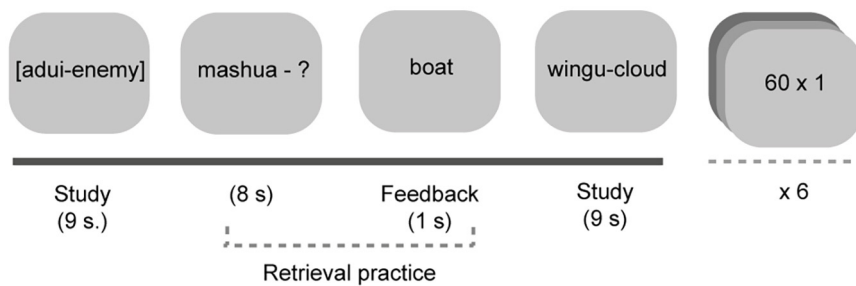 [adui-enemy]
mashua - ?
boat
wingu-cloud
60 x 1
Study
(9 s.)
(8 s)
Feedback
(1 s)
Study
(9 s)
x 6
Retrieval practice